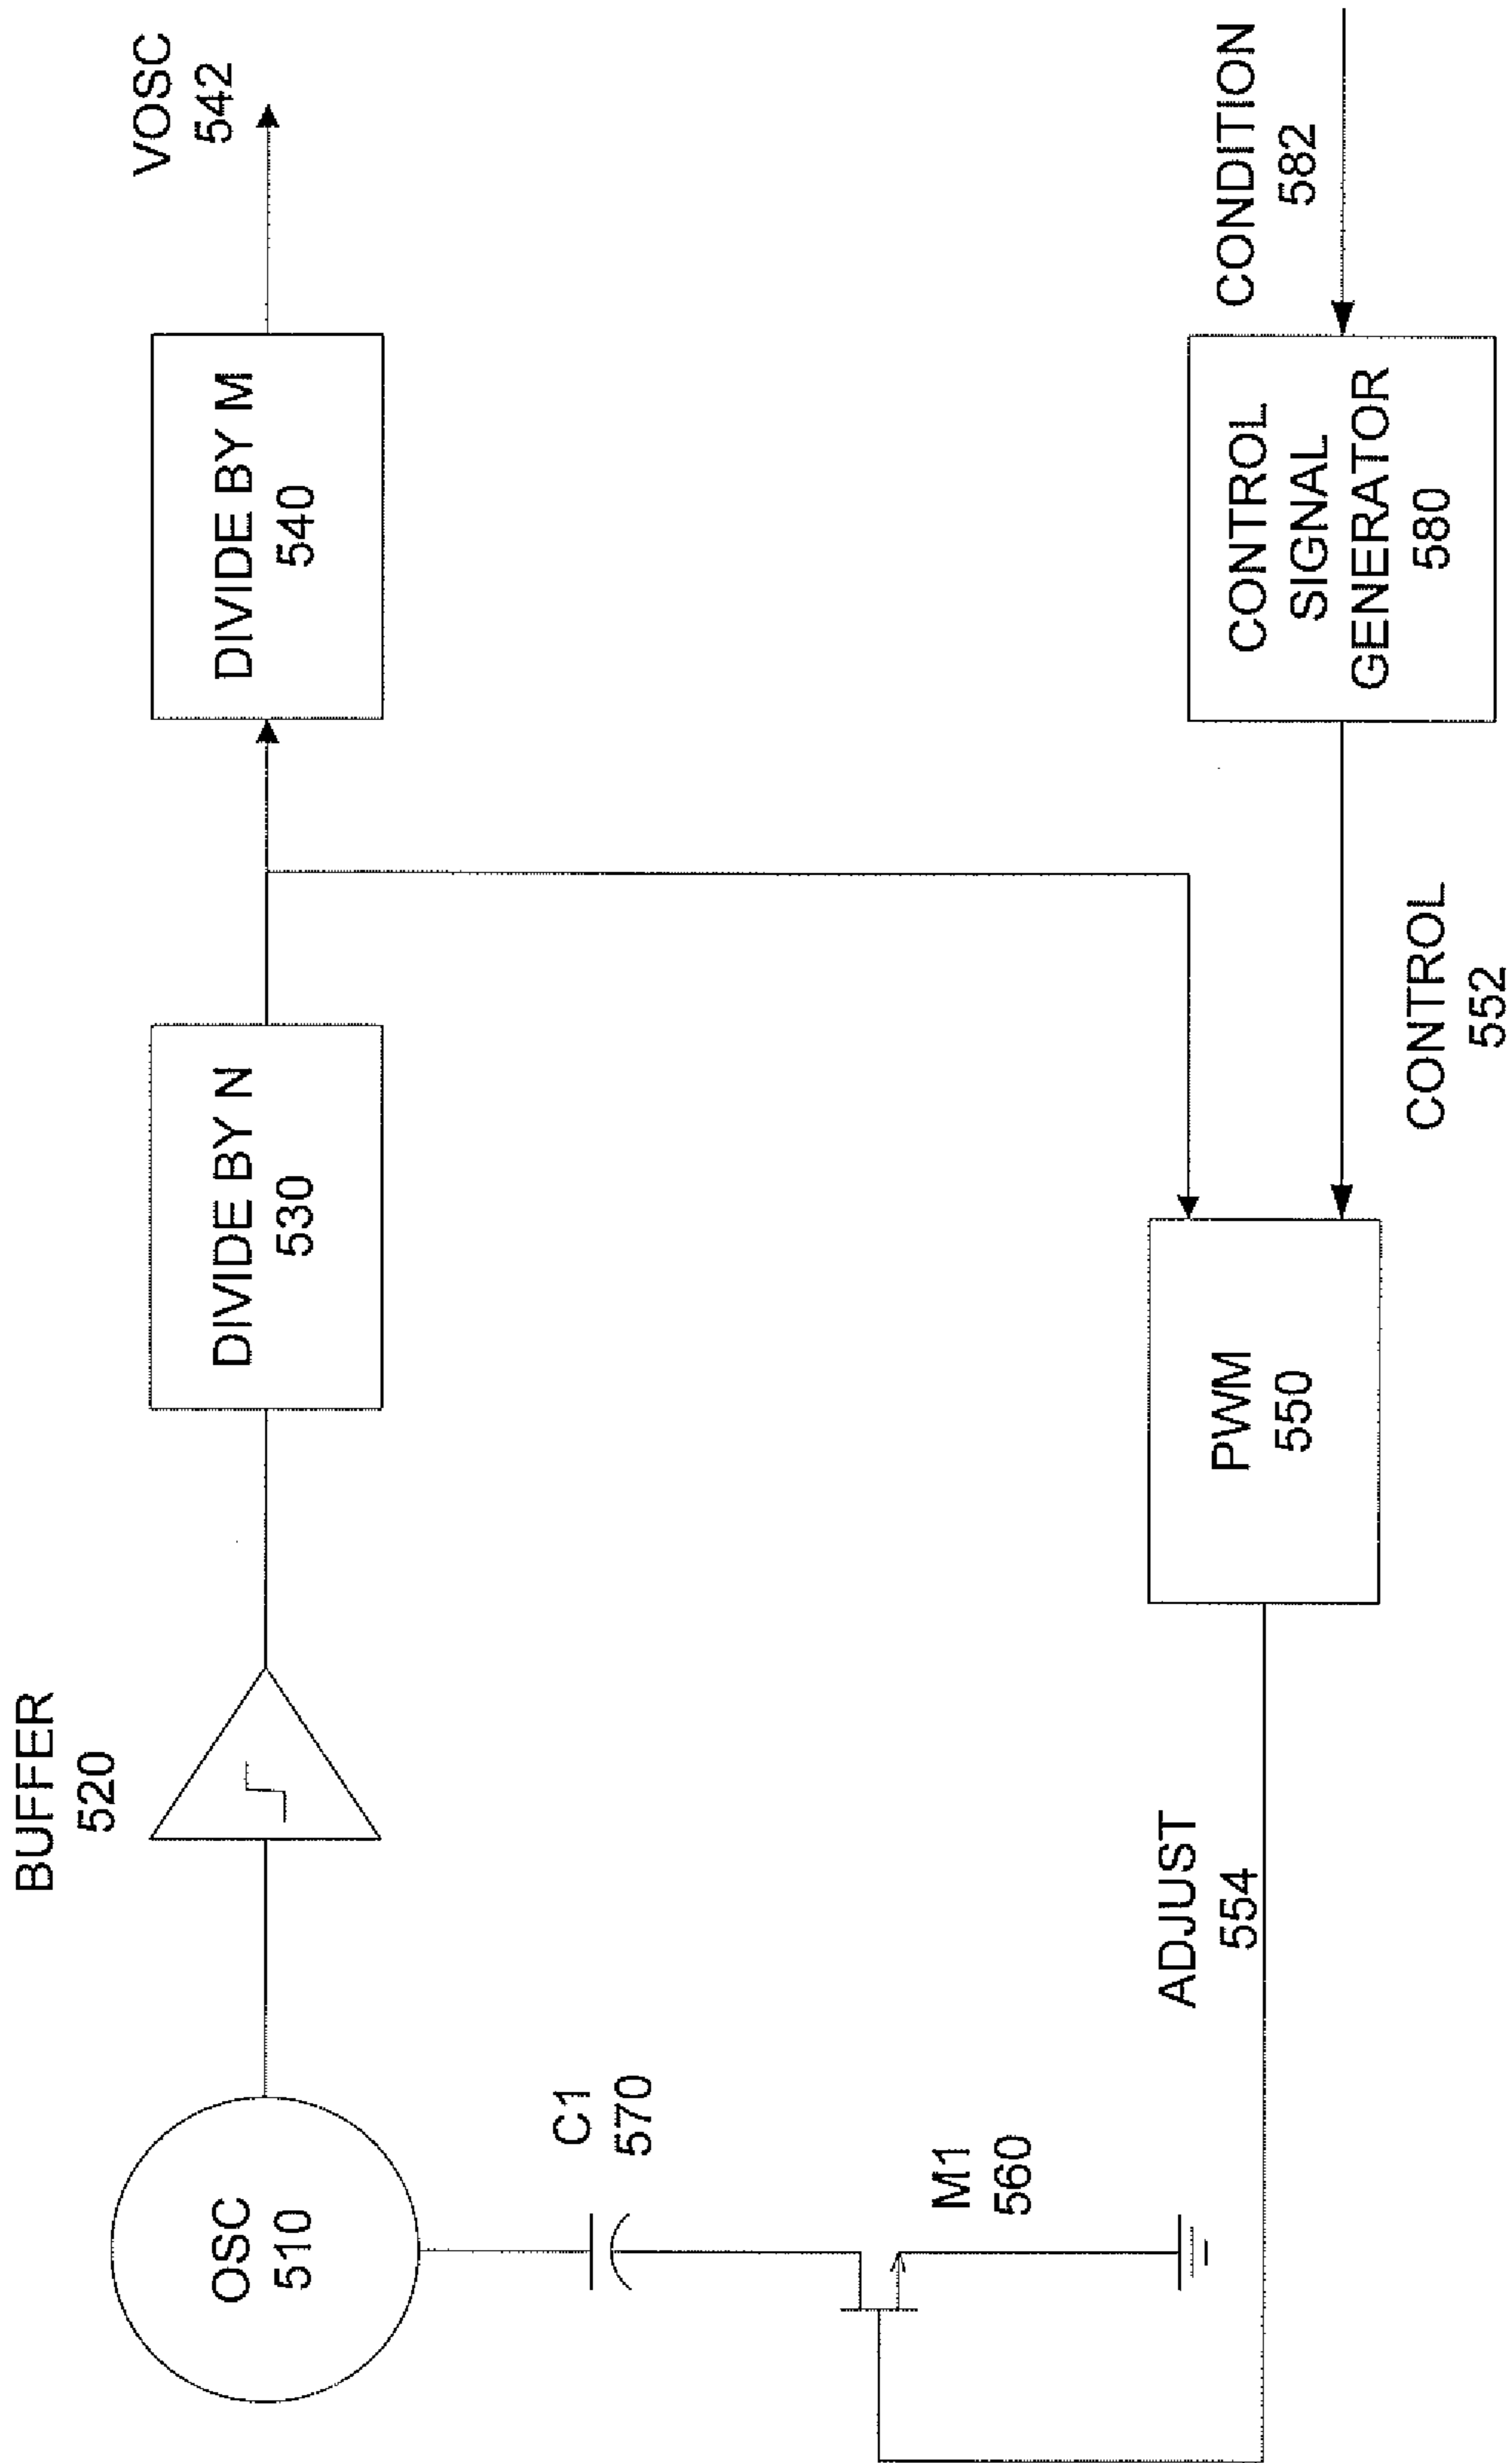 BUFFER
520
VOSC
542
OSC
510
DIVIDE BY N
530
DIVIDE BY M
540
C1
570
M1
560
ADJUST
554
PWM
550
CONTROL
552
CONTROL
SIGNAL
GENERATOR
580
CONDITION
582